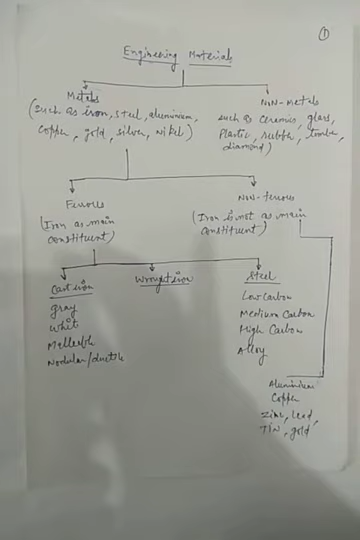 ①
Engineering Materials
Metals
(such as iron, steel, aluminium,
copper, gold, silver, nikel)
Non-Metals
such as ceramics, glass,
Plastic, rubber, timber,
diamond)
Ferrous
(Iron as main
constituent)
Non-ferrous
(Iron is not as main
constituent)
Cast iron
gray
whit
Malleable
Nodular/ductile
Wrought iron
Steel
Low Carbon
Medium Carbon
High Carbon
Alloy
Aluminium
Copper
Zinc, Lead,
TIN, gold